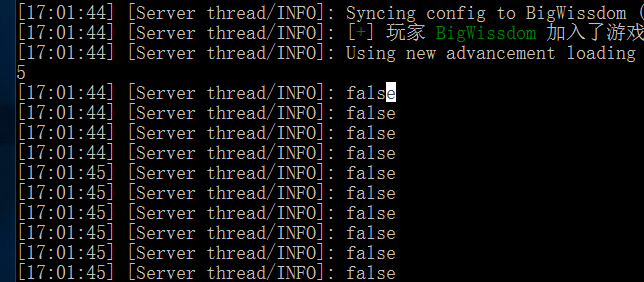 [17:01:44] [Server thread/INFO]: Syncing config to BigWissdom (
[17:01:44] [Server thread/INFO]: [+] 玩家 BigWissdom 加入了游戏
[17:01:44] [Server thread/INFO]: Using new advancement loading
5
[17:01:44] [Server thread/INFO]: false
[17:01:44] [Server thread/INFO]: false
[17:01:44] [Server thread/INFO]: false
[17:01:44] [Server thread/INFO]: false
[17:01:45] [Server thread/INFO]: false
[17:01:45] [Server thread/INFO]: false
[17:01:45] [Server thread/INFO]: false
[17:01:45] [Server thread/INFO]: false
[17:01:45] [Server thread/INFO]: false
[17:01:45] [Server thread/INFO]: false